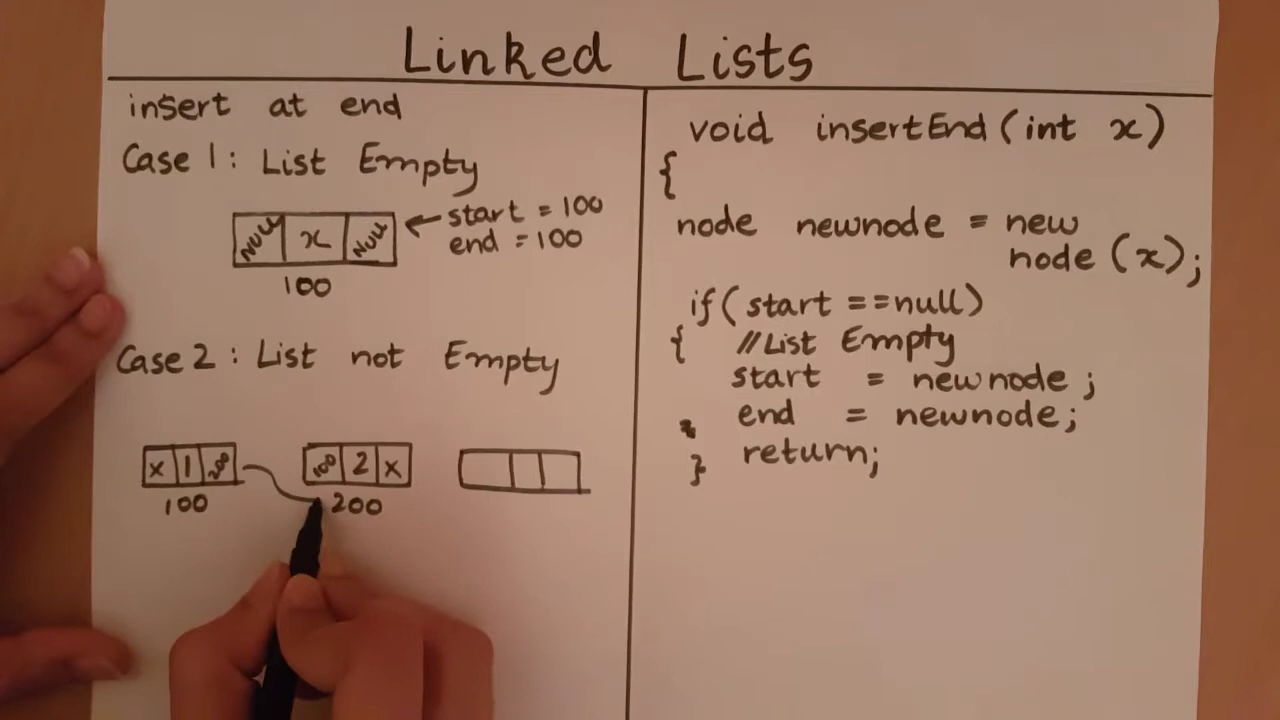 Linked Lists
insert at end
Case 1: List Empty
NULL x NULL
start = 100
end = 100
100
Case 2: List not Empty
x 1 200
100
100 2 x
200
void insertEnd(int x)
{
node newnode = new
node (x);
if(start ==null)
{ //List Empty
start = newnode;
end = newnode;
} return;